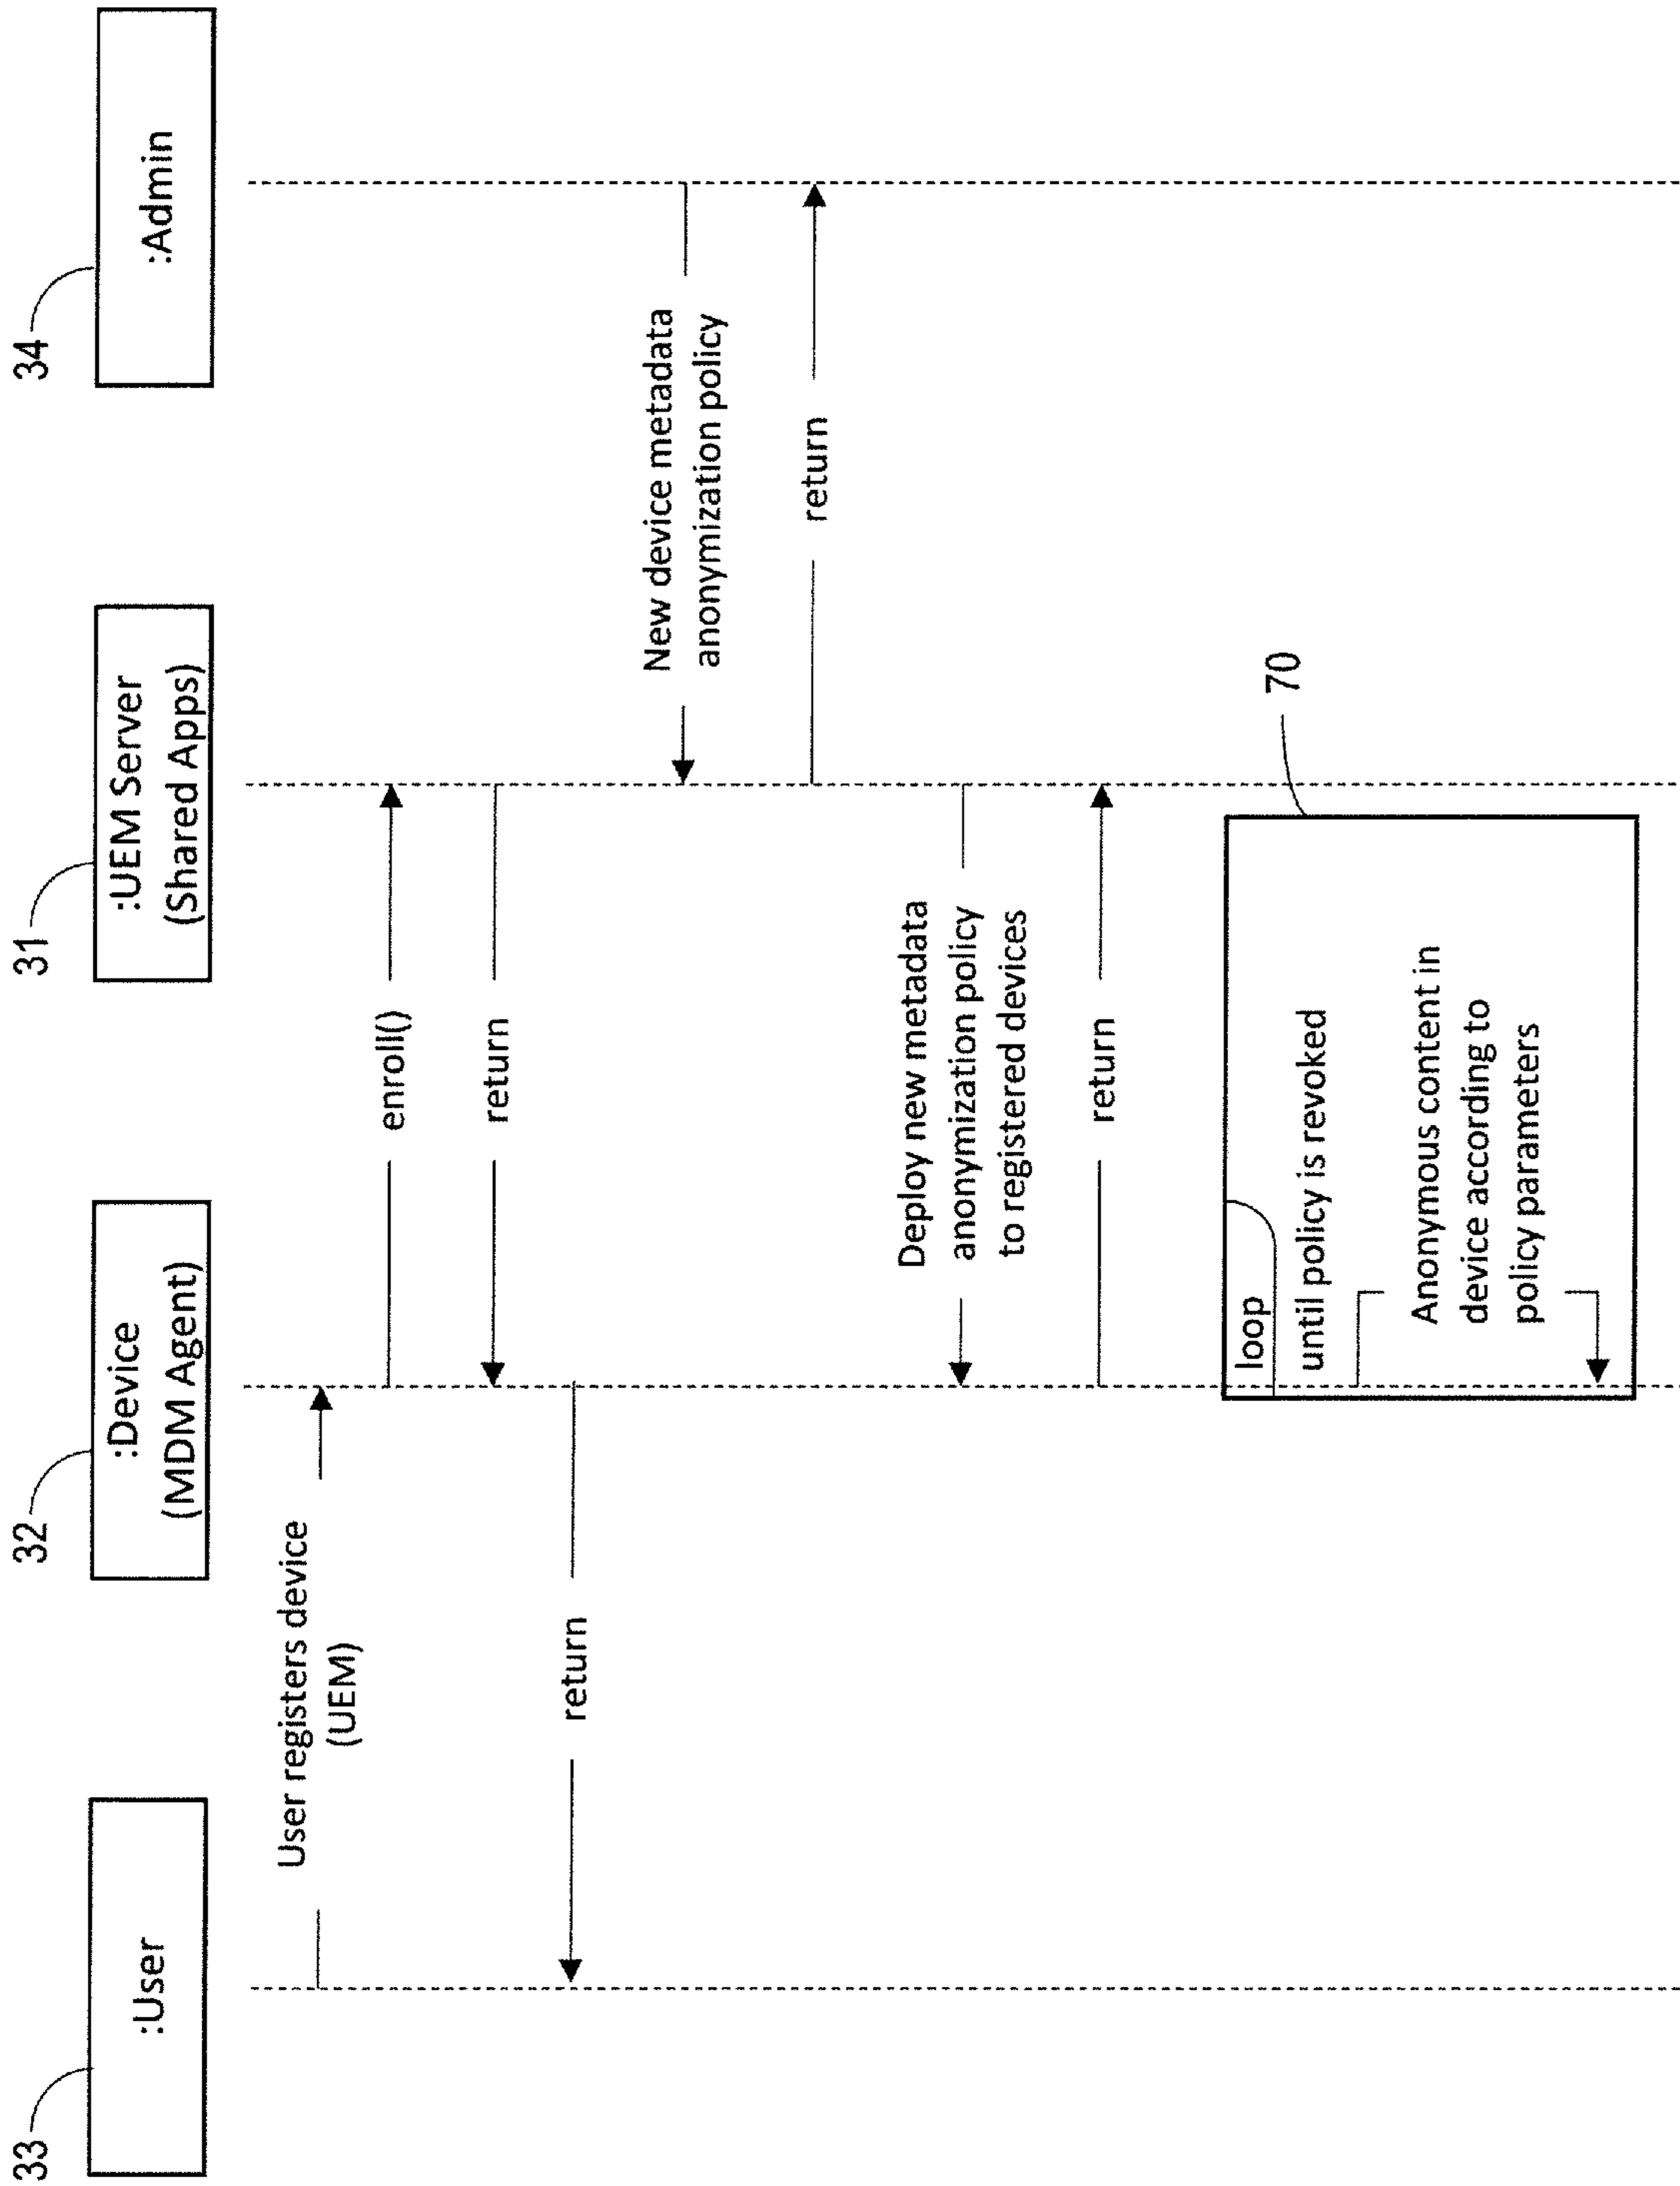 33
:User
32
:Device
(MDM Agent)
31
:UEM Server
(Shared Apps)
34
:Admin
User registers device
(UEM)
enroll()
return
return
New device metadata
anonymization policy
return
Deploy new metadata
anonymization policy
to registered devices
return
70
loop
until policy is revoked
Anonymous content in
device according to
policy parameters